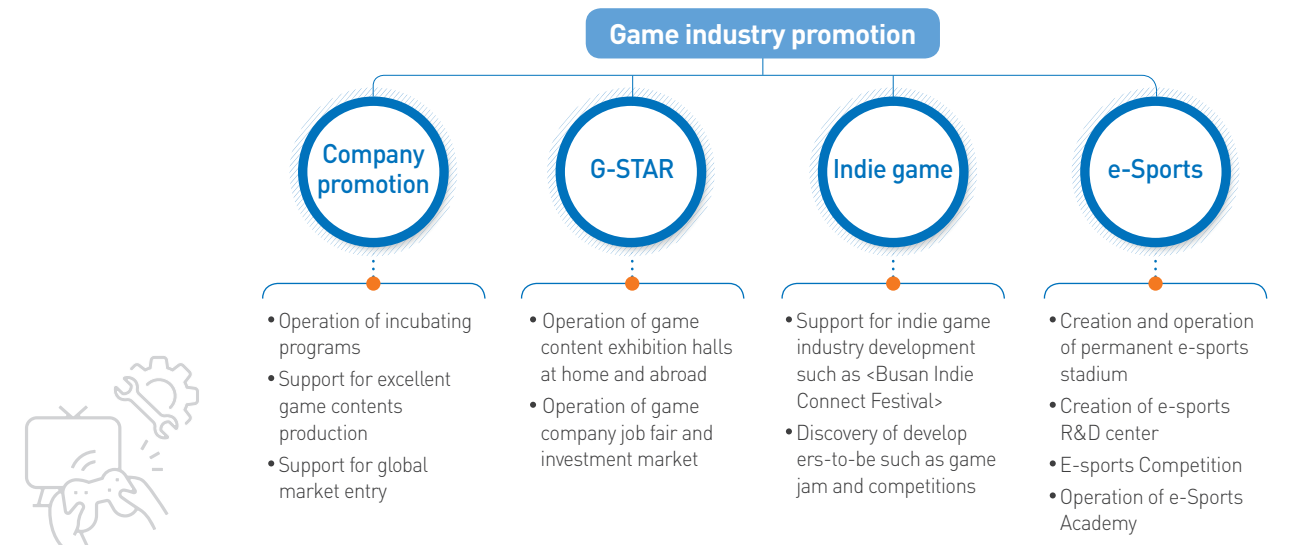 Game industry promotion
Company
promotion
G-STAR
Indie game
e-Sports
• Operation of incubating
programs
• Support for excellent
game contents
production
• Support for global
market entry
• Operation of game
content exhibition halls
at home and abroad
• Operation of game
company job fair and
investment market
• Support for indie game
industry development
such as <Busan Indie
Connect Festival>
• Discovery of develop
ers-to-be such as game
jam and competitions
• Creation and operation
of permanent e-sports
stadium
• Creation of e-sports
R&D center
• E-sports Competition
• Operation of e-Sports
Academy